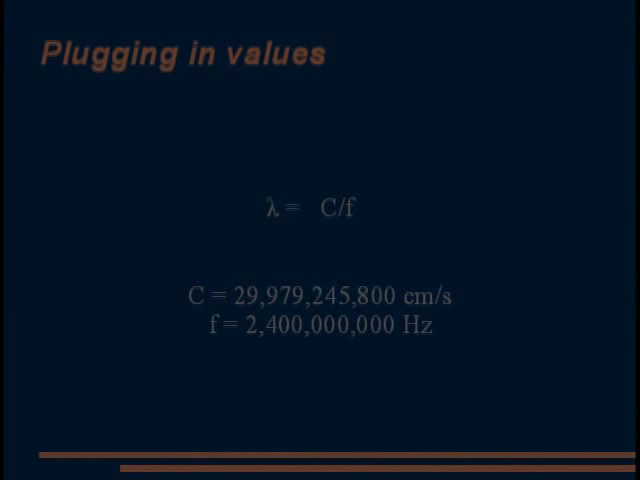 Plugging in values
λ = C/f
C = 29,979,245,800 cm/s
f = 2,400,000,000 Hz